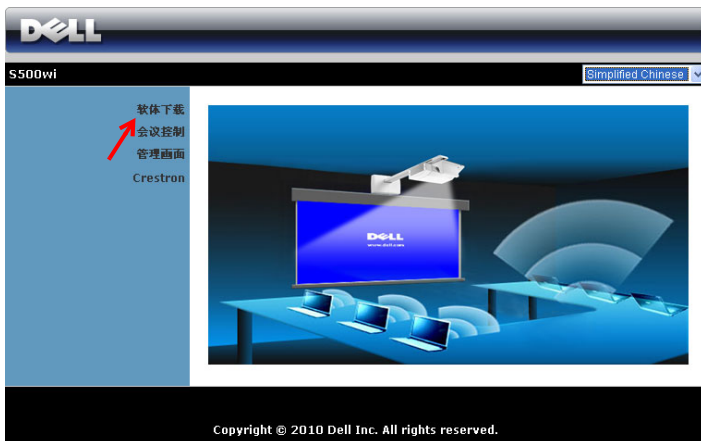 DELL
S500wi
Simplified Chinese
软体下载
会议控制
管理画面
Crestron
DELL
www.dell.com
Copyright © 2010 Dell Inc. All rights reserved.